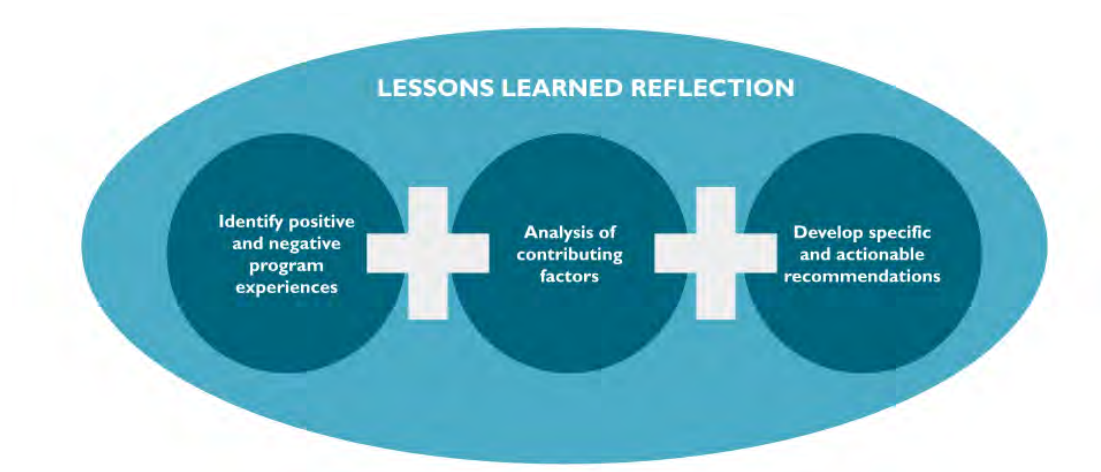 LESSONS LEARNED REFLECTION
Identify positive
and negative
program
experiences
Analysis of
contributing
factors
Develop specific
and actionable
recommendations